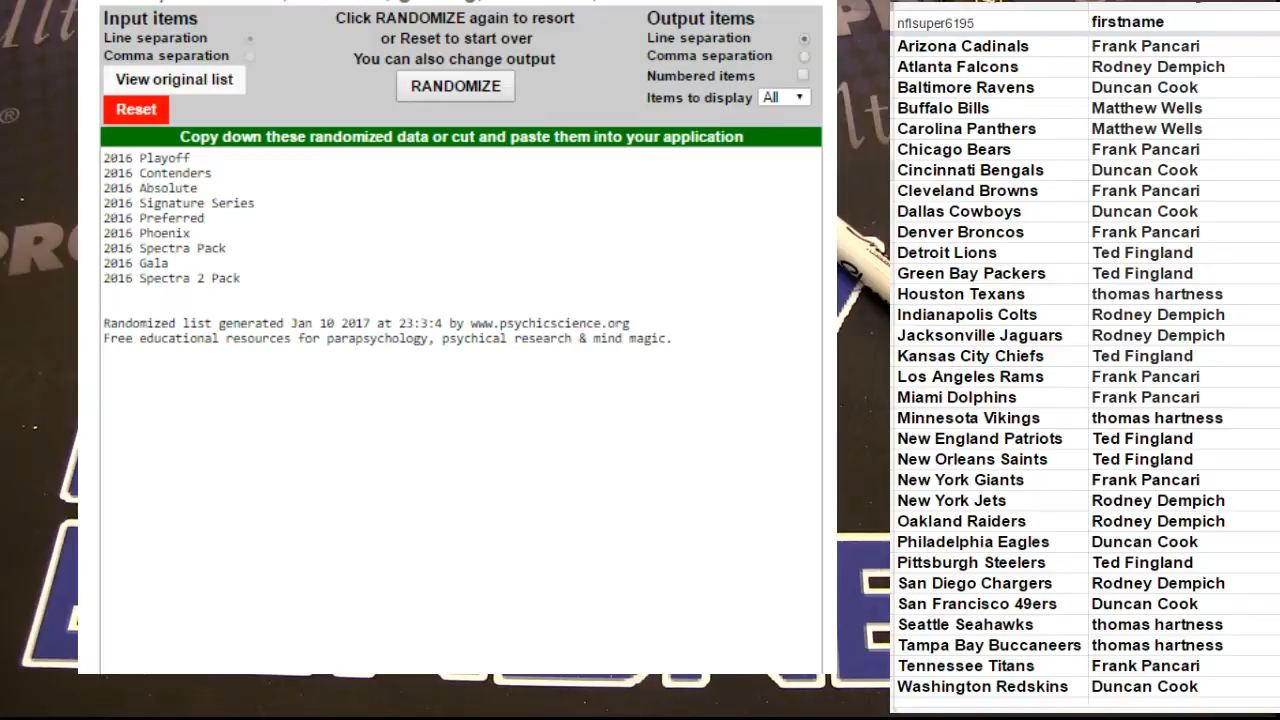 Input items
Line separation
Comma separation
View original list
Reset
Click RANDOMIZE again to resort
or Reset to start over
You can also change output
RANDOMIZE
Output items
Line separation
Comma separation
Numbered items
Items to display All
Copy down these randomized data or cut and paste them into your application
2016 Playoff
2016 Contenders
2016 Absolute
2016 Signature Series
2016 Preferred
2016 Phoenix
2016 Spectra Pack
2016 Gala
2016 Spectra 2 Pack
Randomized list generated Jan 10 2017 at 23:3:4 by www.psychicscience.org
Free educational resources for parapsychology, psychical research & mind magic.
nflsuper6195 firstname
Arizona Cadinals Frank Pancari
Atlanta Falcons Rodney Dempich
Baltimore Ravens Duncan Cook
Buffalo Bills Matthew Wells
Carolina Panthers Matthew Wells
Chicago Bears Frank Pancari
Cincinnati Bengals Duncan Cook
Cleveland Browns Frank Pancari
Dallas Cowboys Duncan Cook
Denver Broncos Frank Pancari
Detroit Lions Ted Fingland
Green Bay Packers Ted Fingland
Houston Texans thomas hartness
Indianapolis Colts Rodney Dempich
Jacksonville Jaguars Rodney Dempich
Kansas City Chiefs Ted Fingland
Los Angeles Rams Frank Pancari
Miami Dolphins Frank Pancari
Minnesota Vikings thomas hartness
New England Patriots Ted Fingland
New Orleans Saints Ted Fingland
New York Giants Frank Pancari
New York Jets Rodney Dempich
Oakland Raiders Rodney Dempich
Philadelphia Eagles Duncan Cook
Pittsburgh Steelers Ted Fingland
San Diego Chargers Rodney Dempich
San Francisco 49ers Duncan Cook
Seattle Seahawks thomas hartness
Tampa Bay Buccaneers thomas hartness
Tennessee Titans Frank Pancari
Washington Redskins Duncan Cook